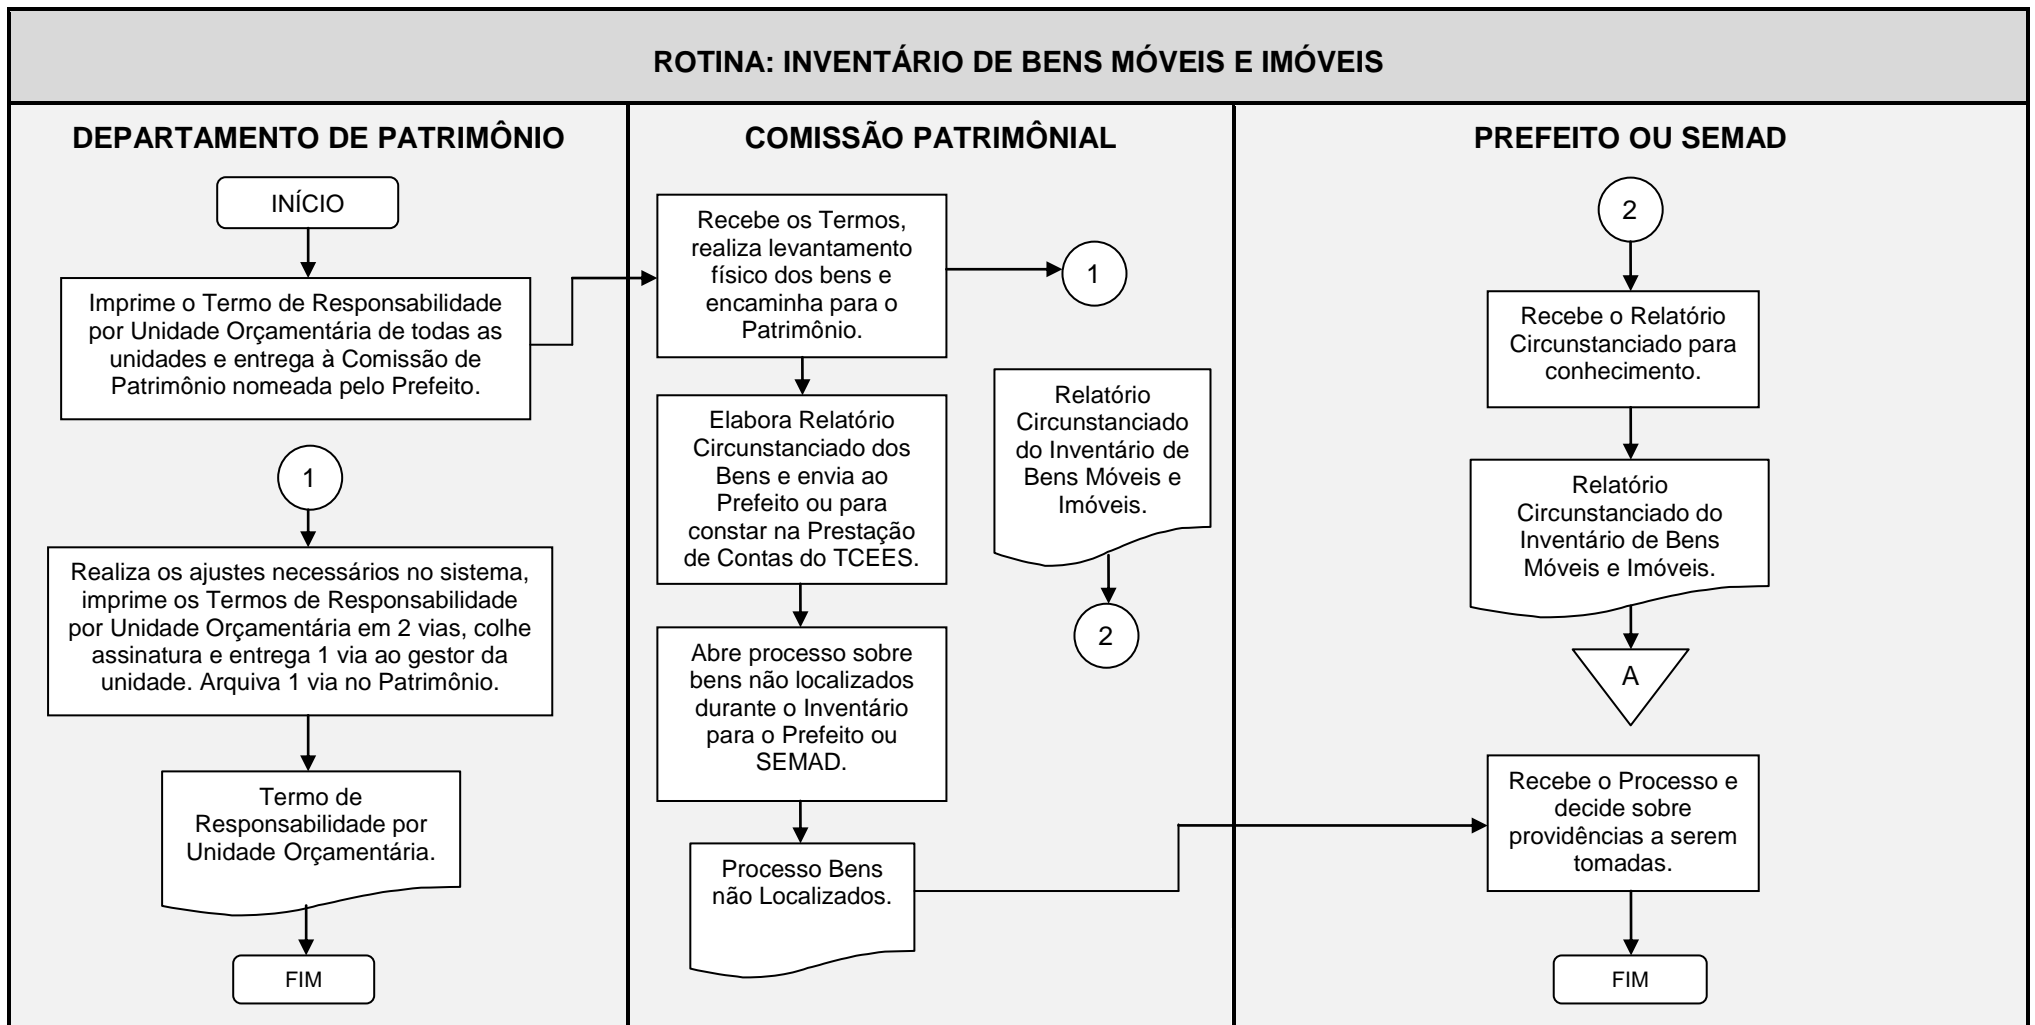 ROTINA: INVENTÁRIO DE BENS MÓVEIS E IMÓVEIS
DEPARTAMENTO DE PATRIMÔNIO
INÍCIO
Imprime o Termo de Responsabilidade
por Unidade Orçamentária de todas as
unidades e entrega à Comissão de
Patrimônio nomeada pelo Prefeito.
1
Realiza os ajustes necessários no sistema,
imprime os Termos de Responsabilidade
por Unidade Orçamentária em 2 vias, colhe
assinatura e entrega 1 via ao gestor da
unidade. Arquiva 1 via no Patrimônio.
Termo de
Responsabilidade por
Unidade Orçamentária.
FIM
COMISSÃO PATRIMÔNIAL
Recebe os Termos,
realiza levantamento
físico dos bens e
encaminha para o
Patrimônio.
1
Elabora Relatório
Circunstanciado dos
Bens e envia ao
Prefeito ou para
constar na Prestação
de Contas do TCEES.
Relatório
Circunstanciado
do Inventário de
Bens Móveis e
Imóveis.
2
Abre processo sobre
bens não localizados
durante o Inventário
para o Prefeito ou
SEMAD.
Processo Bens
não Localizados.
PREFEITO OU SEMAD
2
Recebe o Relatório
Circunstanciado para
conhecimento.
Relatório
Circunstanciado do
Inventário de Bens
Móveis e Imóveis.
A
Recebe o Processo e
decide sobre
providências a serem
tomadas.
FIM